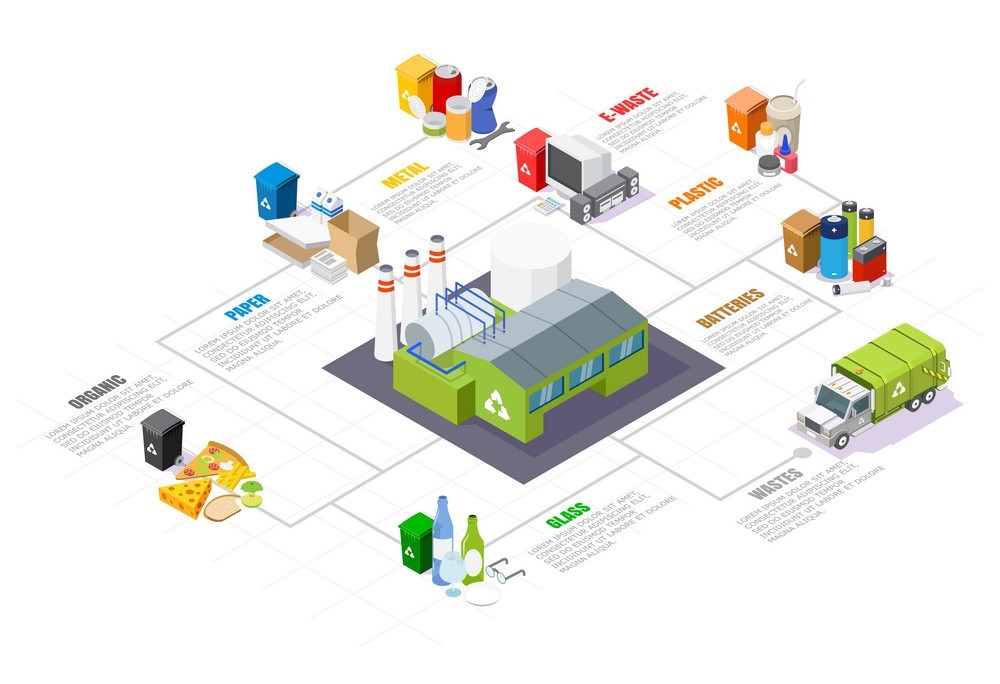 E-WASTE
LOREM IPSUM DOLOR SIT AMET,
CONSECTETUR ADIPISCING ELIT,
SED DO EIUSMOD TEMPOR
INCIDIDUNT UT LABORE ET DOLORE
MAGNA ALIQUA.
METAL
LOREM IPSUM DOLOR SIT AMET,
CONSECTETUR ADIPISCING ELIT,
SED DO EIUSMOD TEMPOR
INCIDIDUNT UT LABORE ET DOLORE
MAGNA ALIQUA.
PLASTIC
LOREM IPSUM DOLOR SIT AMET,
CONSECTETUR ADIPISCING ELIT,
SED DO EIUSMOD TEMPOR
INCIDIDUNT UT LABORE ET DOLORE
MAGNA ALIQUA.
PAPER
LOREM IPSUM DOLOR SIT AMET,
CONSECTETUR ADIPISCING ELIT,
SED DO EIUSMOD TEMPOR
INCIDIDUNT UT LABORE ET DOLORE
MAGNA ALIQUA.
BATTERIES
LOREM IPSUM DOLOR SIT AMET,
CONSECTETUR ADIPISCING ELIT,
SED DO EIUSMOD TEMPOR
INCIDIDUNT UT LABORE ET DOLORE
MAGNA ALIQUA.
ORGANIC
LOREM IPSUM DOLOR SIT AMET,
CONSECTETUR ADIPISCING ELIT,
SED DO EIUSMOD TEMPOR
INCIDIDUNT UT LABORE ET DOLORE
MAGNA ALIQUA.
WASTES
LOREM IPSUM DOLOR SIT AMET,
CONSECTETUR ADIPISCING ELIT,
SED DO EIUSMOD TEMPOR
INCIDIDUNT UT LABORE ET DOLORE
MAGNA ALIQUA.
GLASS
LOREM IPSUM DOLOR SIT AMET,
CONSECTETUR ADIPISCING ELIT,
SED DO EIUSMOD TEMPOR
INCIDIDUNT UT LABORE ET DOLORE
MAGNA ALIQUA.